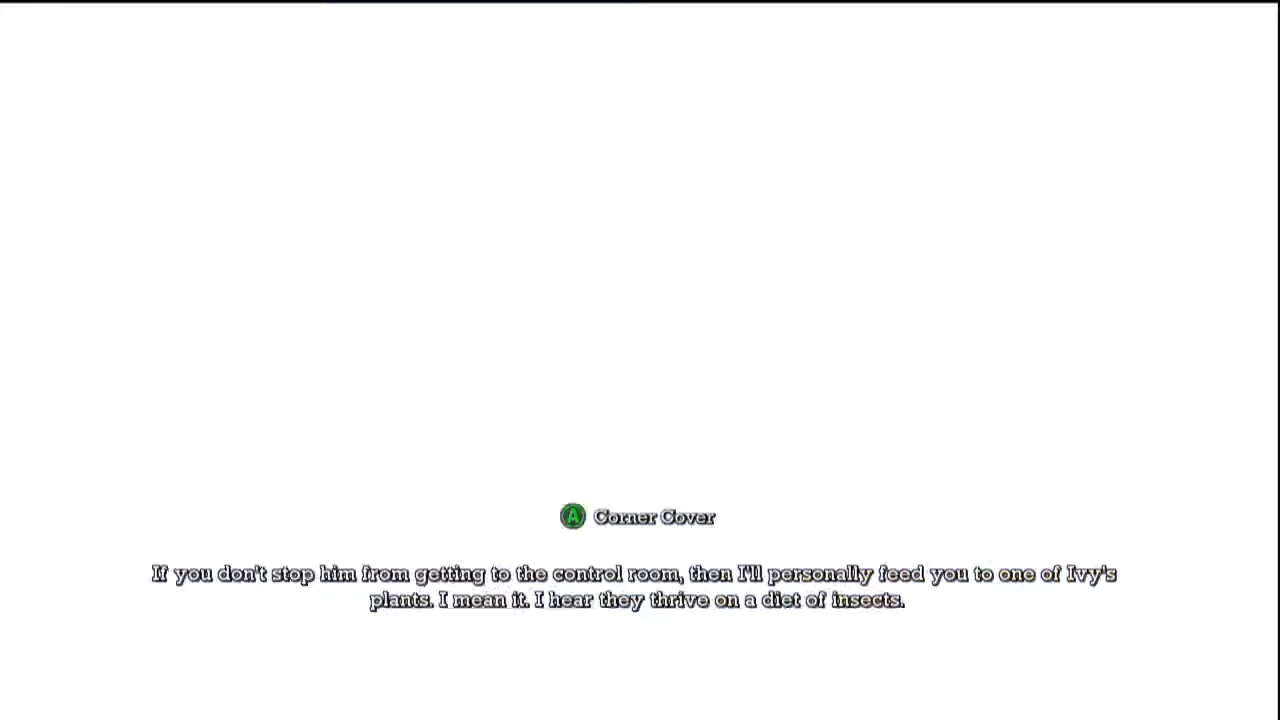 A Corner Cover
If you don't stop him from getting to the control room, then I'll personally feed you to one of Ivy's
plants. I mean it. I hear they thrive on a diet of insects.